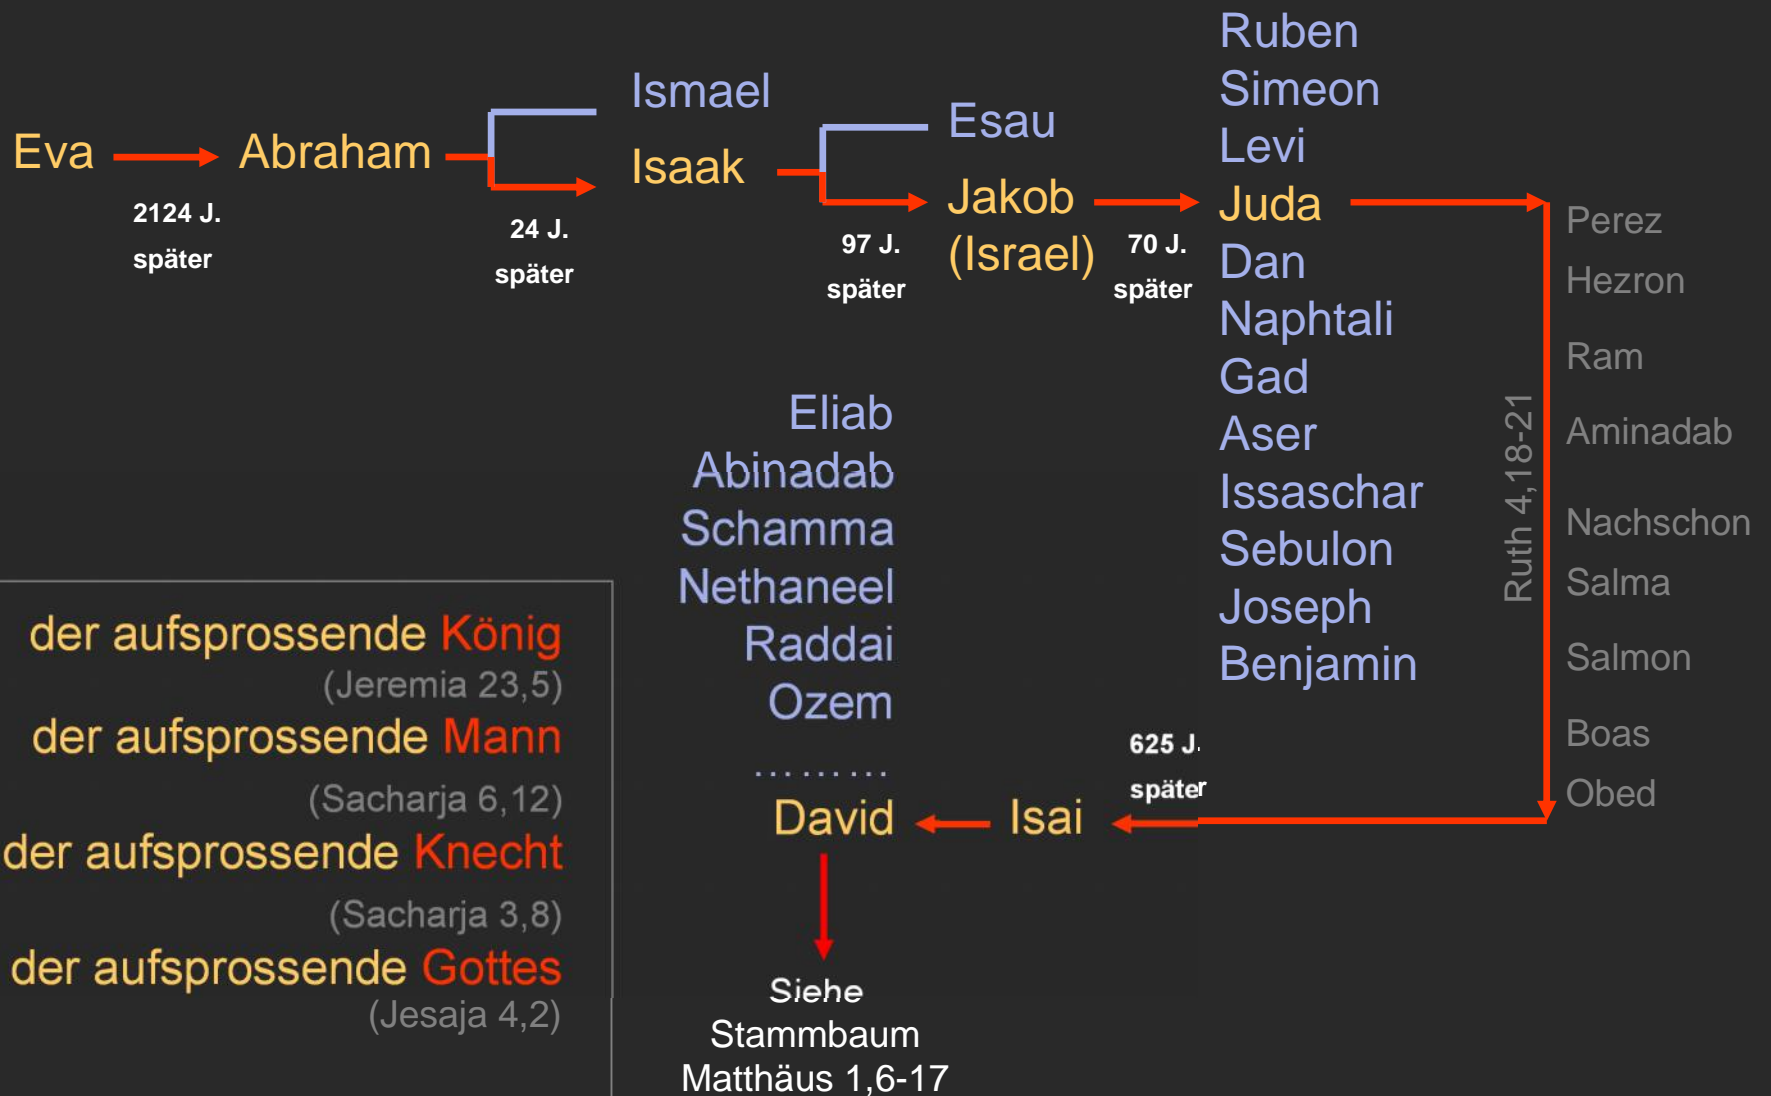 Eva
2124 J.
später
Abraham
24 J.
später
Ismael
Isaak
97 J.
später
Esau
Jakob
(Israel)
70 J.
später
Ruben
Simeon
Levi
Juda
Dan
Naphtali
Gad
Aser
Issaschar
Sebulon
Joseph
Benjamin
Ruth 4,18-21
Perez
Hezron
Ram
Aminadab
Nachschon
Salma
Salmon
Boas
Obed
625 J.
später
Isai
Eliab
Abinadab
Schamma
Nethaneel
Raddai
Ozem
………
David
Siehe
Stammbaum
Matthäus 1,6-17
der aufsprossende König
(Jeremia 23,5)
der aufsprossende Mann
(Sacharja 6,12)
der aufsprossende Knecht
(Sacharja 3,8)
der aufsprossende Gottes
(Jesaja 4,2)